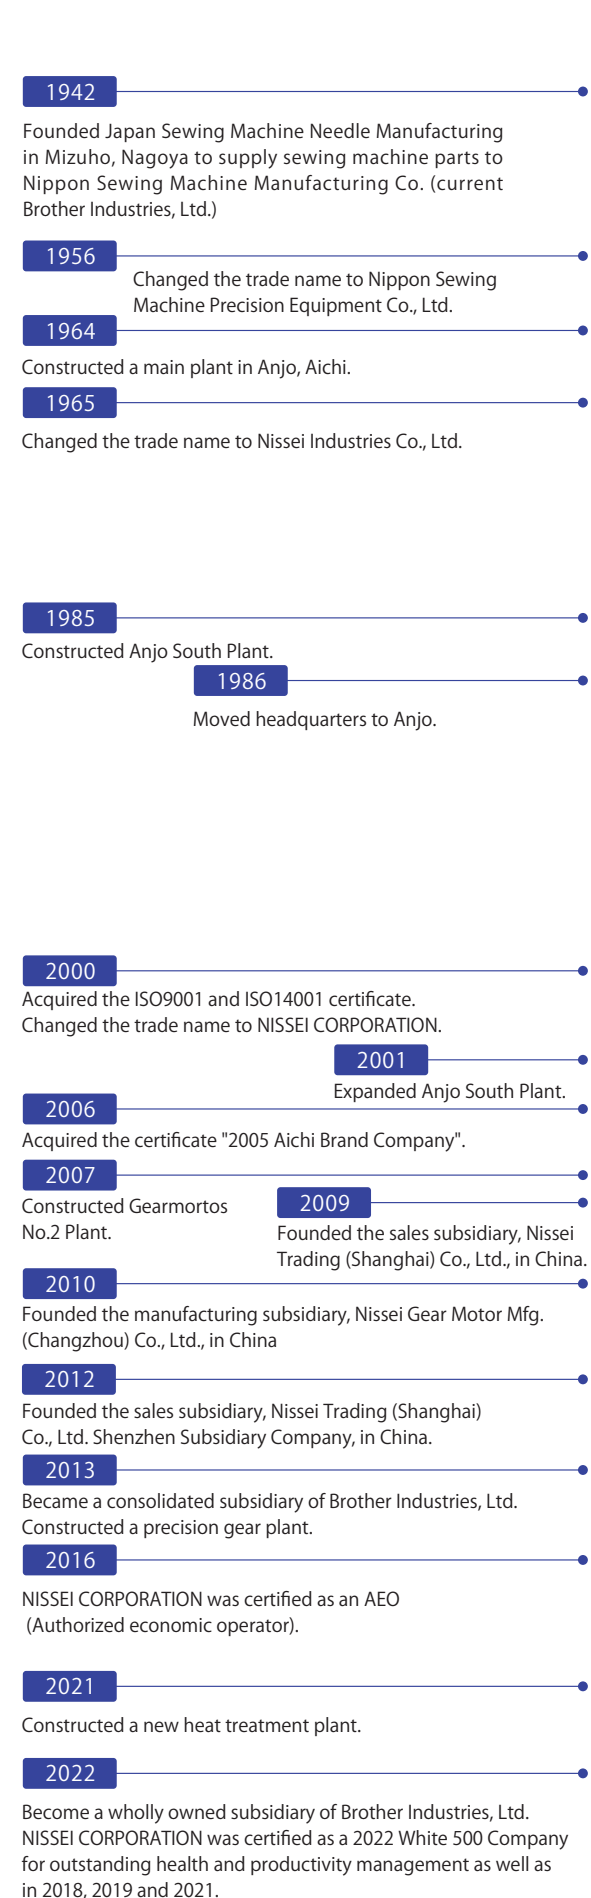 1942
Founded Japan Sewing Machine Needle Manufacturing
in Mizuho, Nagoya to supply sewing machine parts to
Nippon Sewing Machine Manufacturing Co. (current
Brother Industries, Ltd.)
1956
Changed the trade name to Nippon Sewing
Machine Precision Equipment Co., Ltd.
1964
Constructed a main plant in Anjo, Aichi.
1965
Changed the trade name to Nissei Industries Co., Ltd.
1985
Constructed Anjo South Plant.
1986
Moved headquarters to Anjo.
2000
Acquired the ISO9001 and ISO14001 certificate.
Changed the trade name to NISSEI CORPORATION.
2001
Expanded Anjo South Plant.
2006
Acquired the certificate "2005 Aichi Brand Company".
2007
Constructed Gearmortos
No.2 Plant.
2009
Founded the sales subsidiary, Nissei
Trading (Shanghai) Co., Ltd., in China.
2010
Founded the manufacturing subsidiary, Nissei Gear Motor Mfg.
(Changzhou) Co., Ltd., in China
2012
Founded the sales subsidiary, Nissei Trading (Shanghai)
Co., Ltd. Shenzhen Subsidiary Company, in China.
2013
Became a consolidated subsidiary of Brother Industries, Ltd.
Constructed a precision gear plant.
2016
NISSEI CORPORATION was certified as an AEO
(Authorized economic operator).
2021
Constructed a new heat treatment plant.
2022
Become a wholly owned subsidiary of Brother Industries, Ltd.
NISSEI CORPORATION was certified as a 2022 White 500 Company
for outstanding health and productivity management as well as
in 2018, 2019 and 2021.